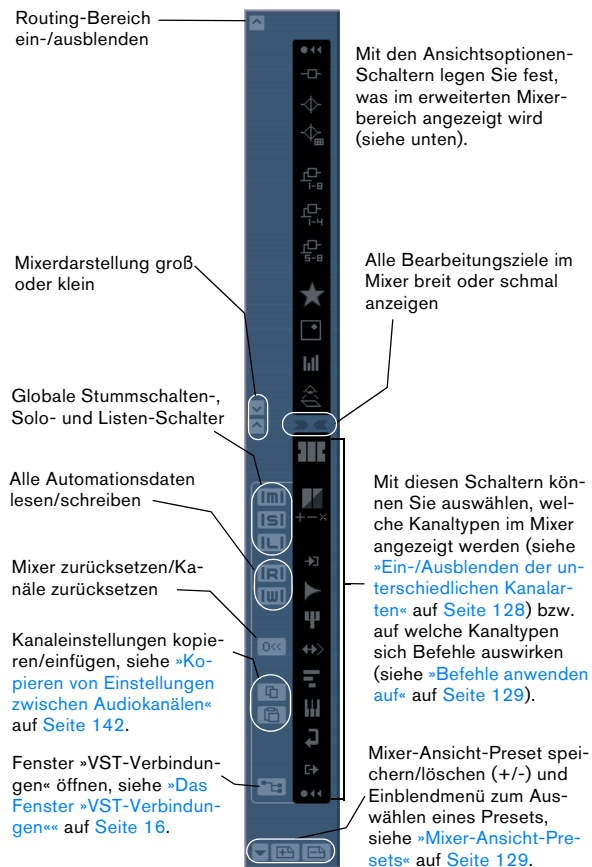 Routing-Bereich
ein-/ausblenden
Mit den Ansichtsoptionen-
Schaltern legen Sie fest,
was im erweiterten Mixer-
bereich angezeigt wird
(siehe unten).
1-8
1-4
5-8
Mixerdarstellung groß
oder klein
Alle Bearbeitungsziele im
Mixer breit oder schmal
anzeigen
Globale Stummschalten-,
Solo- und Listen-Schalter
Alle Automationsdaten
lesen/schreiben
Mixer zurücksetzen/Ka-
näle zurücksetzen
Kanaleinstellungen kopie-
ren/einfügen, siehe »Ko-
pieren von Einstellungen
zwischen Audiokanälen«
auf Seite 142.
Fenster »VST-Verbindun-
gen« öffnen, siehe »Das
Fenster »VST-Verbindun-
gen«« auf Seite 16.
|m|
|S|
|L|
|R|
|W|
0<<
+-×
Mit diesen Schaltern kön-
nen Sie auswählen, wel-
che Kanaltypen im Mixer
angezeigt werden (siehe
»Ein-/Ausblenden der un-
terschiedlichen Kanalar-
ten« auf Seite 128) bzw.
auf welche Kanaltypen
sich Befehle auswirken
(siehe »Befehle anwenden
auf« auf Seite 129).
Mixer-Ansicht-Preset spei-
chern/löschen (+/-) und
Einblendmenü zum Aus-
wählen eines Presets,
siehe »Mixer-Ansicht-Pre-
sets« auf Seite 129.